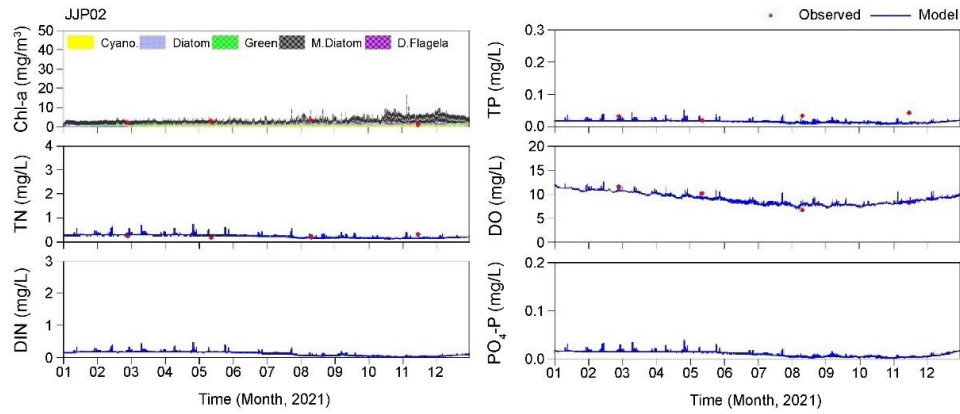 JJP02
Observed Model
Cyano. Diatom Green M.Diatom D.Flagela
Chl-a (mg/m³)
50
40
30
20
10
0
TP (mg/L)
0.3
0.2
0.1
0.0
TN (mg/L)
4
3
2
1
0
DO (mg/L)
20
15
10
5
0
DIN (mg/L)
3
2
1
0
01 02 03 04 05 06 07 08 09 10 11 12
Time (Month, 2021)
PO₄-P (mg/L)
0.2
0.1
0.0
01 02 03 04 05 06 07 08 09 10 11 12
Time (Month, 2021)